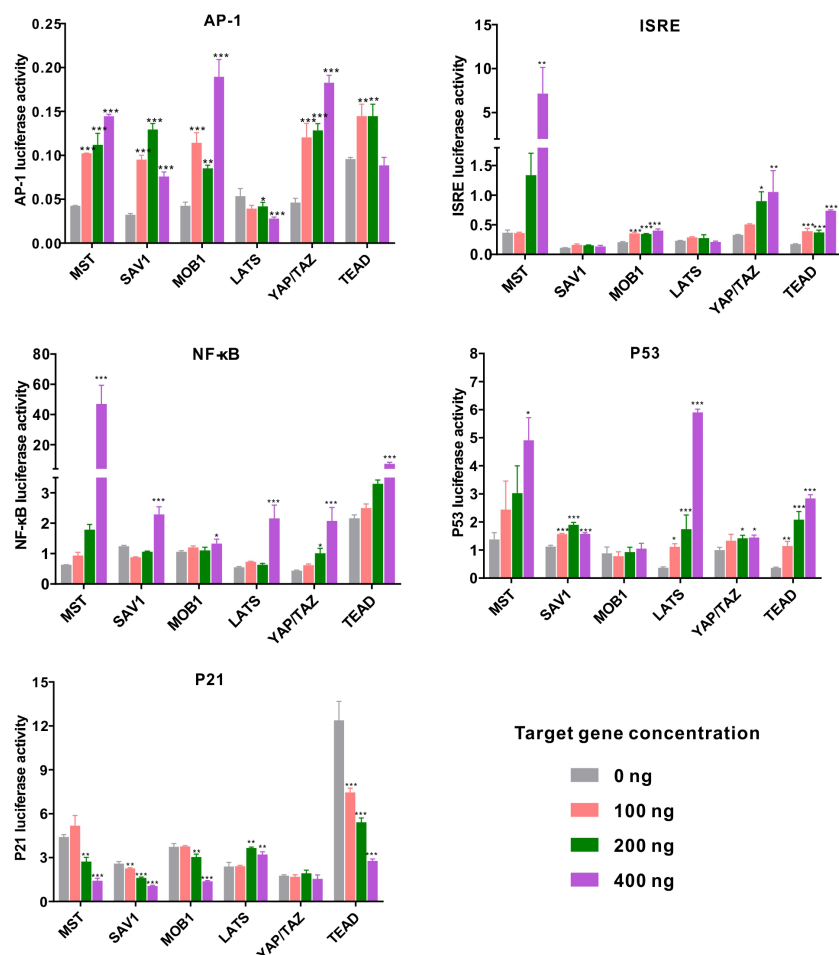 AP-1
AP-1 luciferase activity
0.25
0.20
0.15
0.10
0.05
0.00
*** *** ***
*** *** ***
*** ** ***
* ***
*** *** ***
** **
MST
SAV1
MOB1
LATS
YAP/TAZ
TEAD
ISRE
ISRE luciferase activity
15
10
5
1.5
1.0
0.5
0.0
**
*** *** ***
* **
*** *** ***
MST
SAV1
MOB1
LATS
YAP/TAZ
TEAD
NF-κB
NF-κB luciferase activity
80
60
40
20
3
2
1
0
***
***
*
***
* ***
***
MST
SAV1
MOB1
LATS
YAP/TAZ
TEAD
P53
P53 luciferase activity
8
7
6
5
4
3
2
1
0
*
*** *** ***
* *** ***
* *
** *** ***
MST
SAV1
MOB1
LATS
YAP/TAZ
TEAD
P21
P21 luciferase activity
15
12
9
6
3
0
** ***
** *** ***
** ***
** **
*** *** ***
MST
SAV1
MOB1
LATS
YAP/TAZ
TEAD
Target gene concentration
0 ng
100 ng
200 ng
400 ng